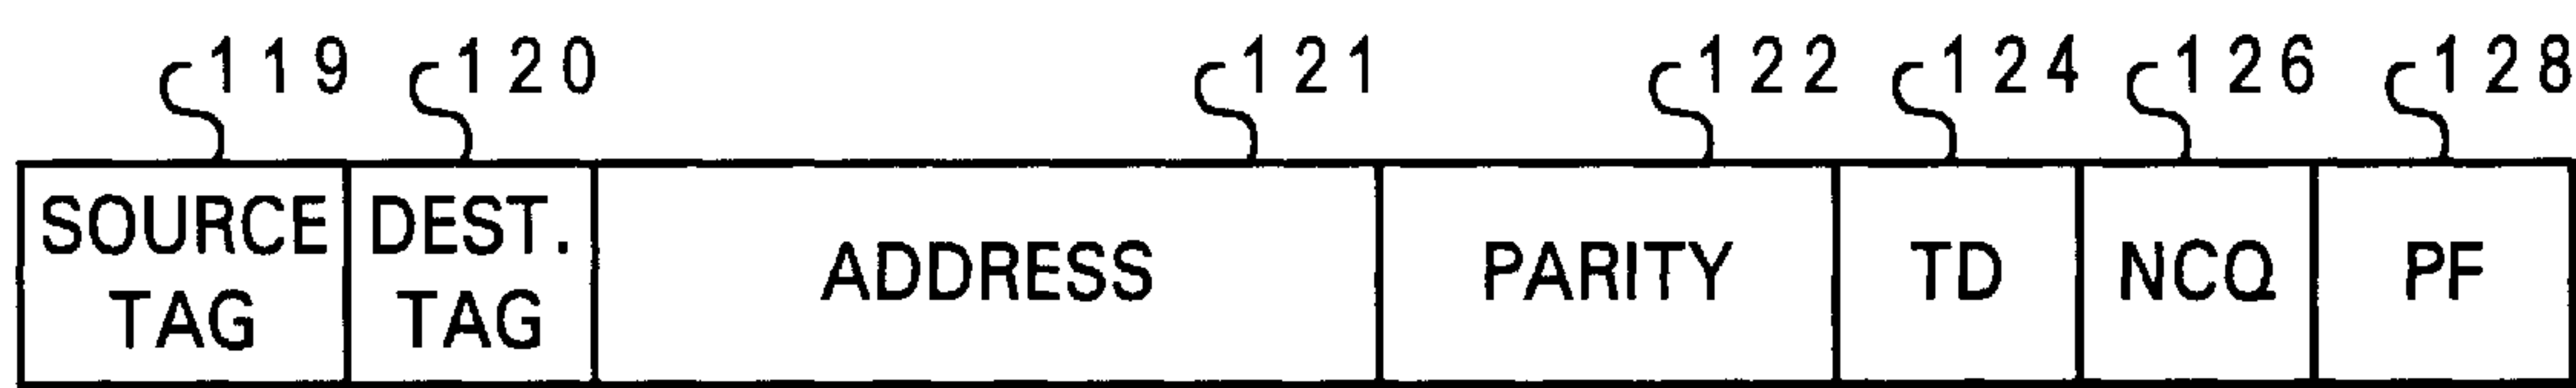 119 120 121 122 124 126 128
SOURCE TAG DEST. TAG ADDRESS PARITY TD NCQ PF